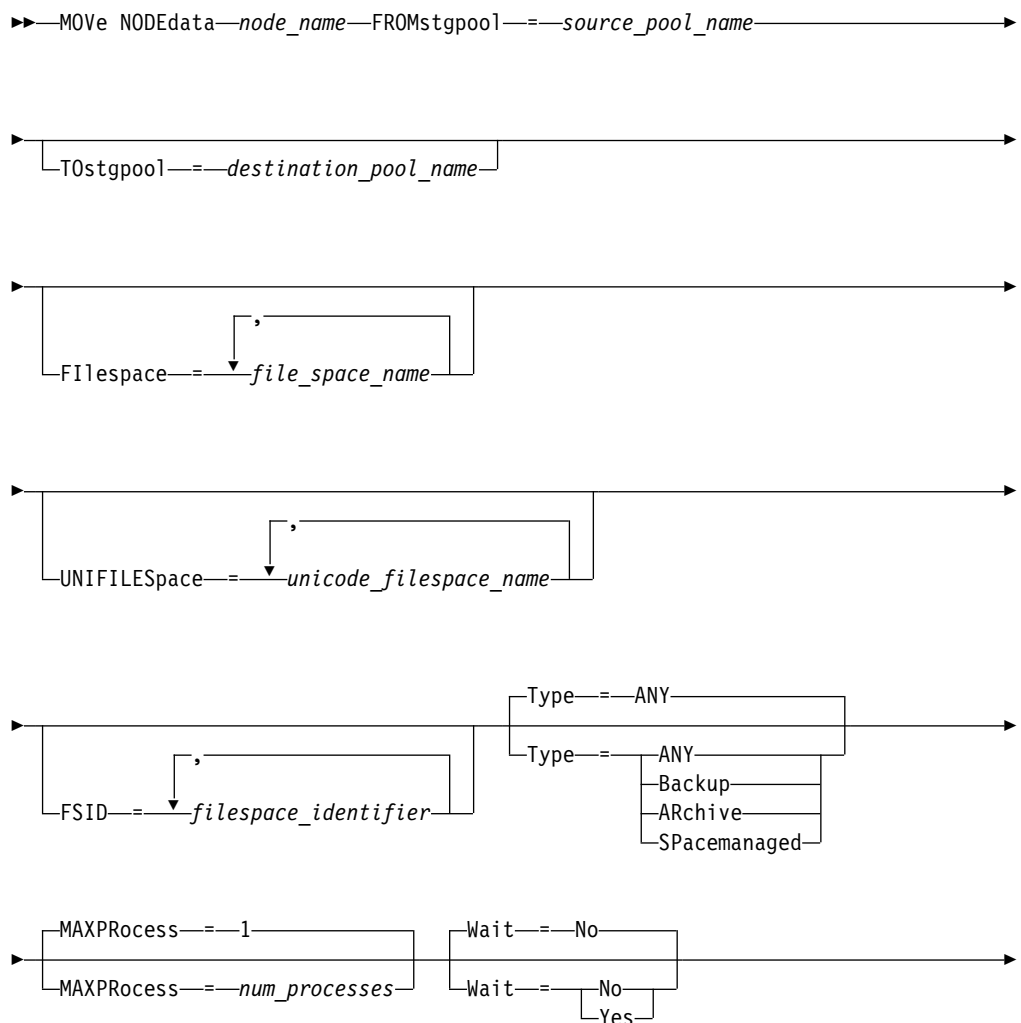 MOVe NODEdata node_name FROMstgpool = source_pool_name
TOstgpool = destination_pool_name
,
FIlespace = file_space_name
,
UNIFILESpace = unicode_filespace_name
Type = ANY
,
FSID = filespace_identifier
Type = ANY
Backup
ARchive
SPacemanaged
MAXPRocess = 1
Wait = No
MAXPRocess = num_processes
Wait = No
Yes